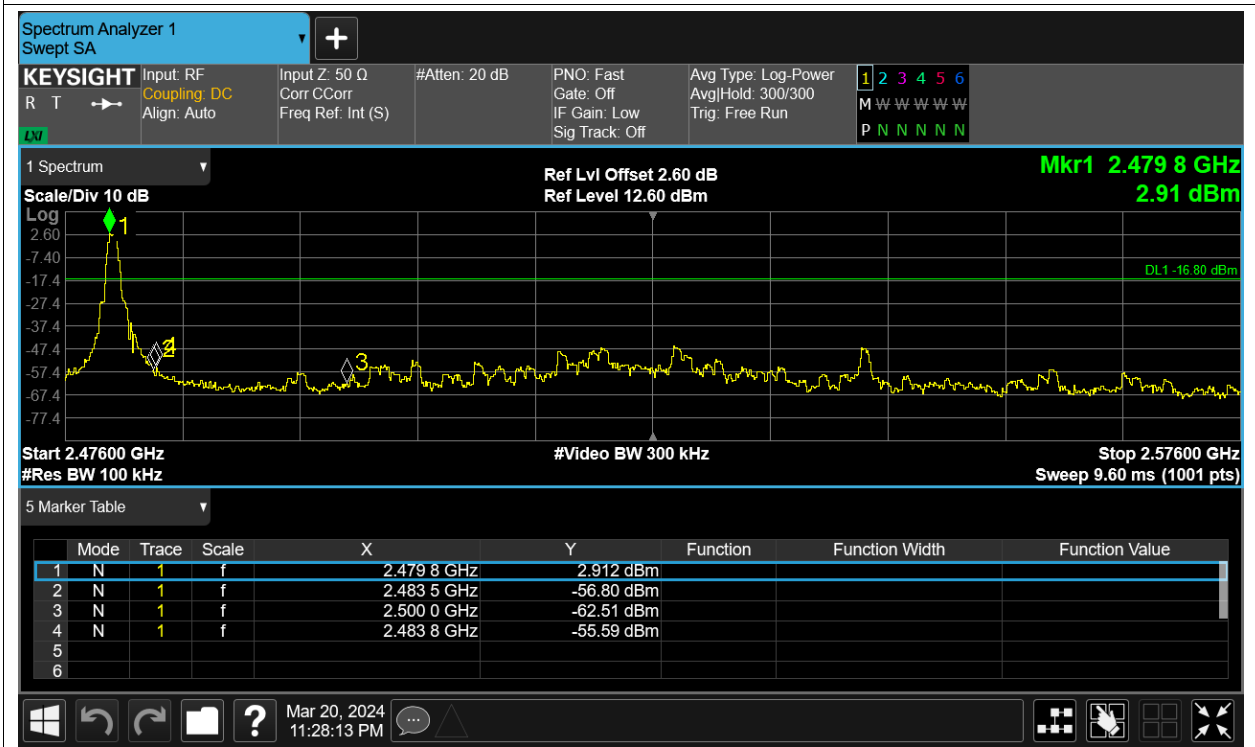 Spectrum Analyzer 1
Swept SA
KEYSIGHT Input: RF Input Z: 50 Ω #Atten: 20 dB PNO: Fast Avg Type: Log-Power 1 2 3 4 5 6
R T Coupling: DC Corr CCorr Gate: Off Avg|Hold: 300/300 M W W W W W
Align: Auto Freq Ref: Int (S) IF Gain: Low Trig: Free Run
LXI Sig Track: Off P N N N N N
1 Spectrum Ref Lvl Offset 2.60 dB Mkr1 2.479 8 GHz
Scale/Div 10 dB Ref Level 12.60 dBm 2.91 dBm
Log
1
2.60
-7.40
DL1 -16.80 dBm
-17.4
-27.4
-37.4
-47.4
2 4
3
-57.4
-67.4
-77.4
Start 2.47600 GHz #Video BW 300 kHz Stop 2.57600 GHz
#Res BW 100 kHz Sweep 9.60 ms (1001 pts)
5 Marker Table
Mode Trace Scale X Y Function Function Width Function Value
1 N 1 f 2.479 8 GHz 2.912 dBm
2 N 1 f 2.483 5 GHz -56.80 dBm
3 N 1 f 2.500 0 GHz -62.51 dBm
4 N 1 f 2.483 8 GHz -55.59 dBm
5
6
? Mar 20, 2024
11:28:13 PM